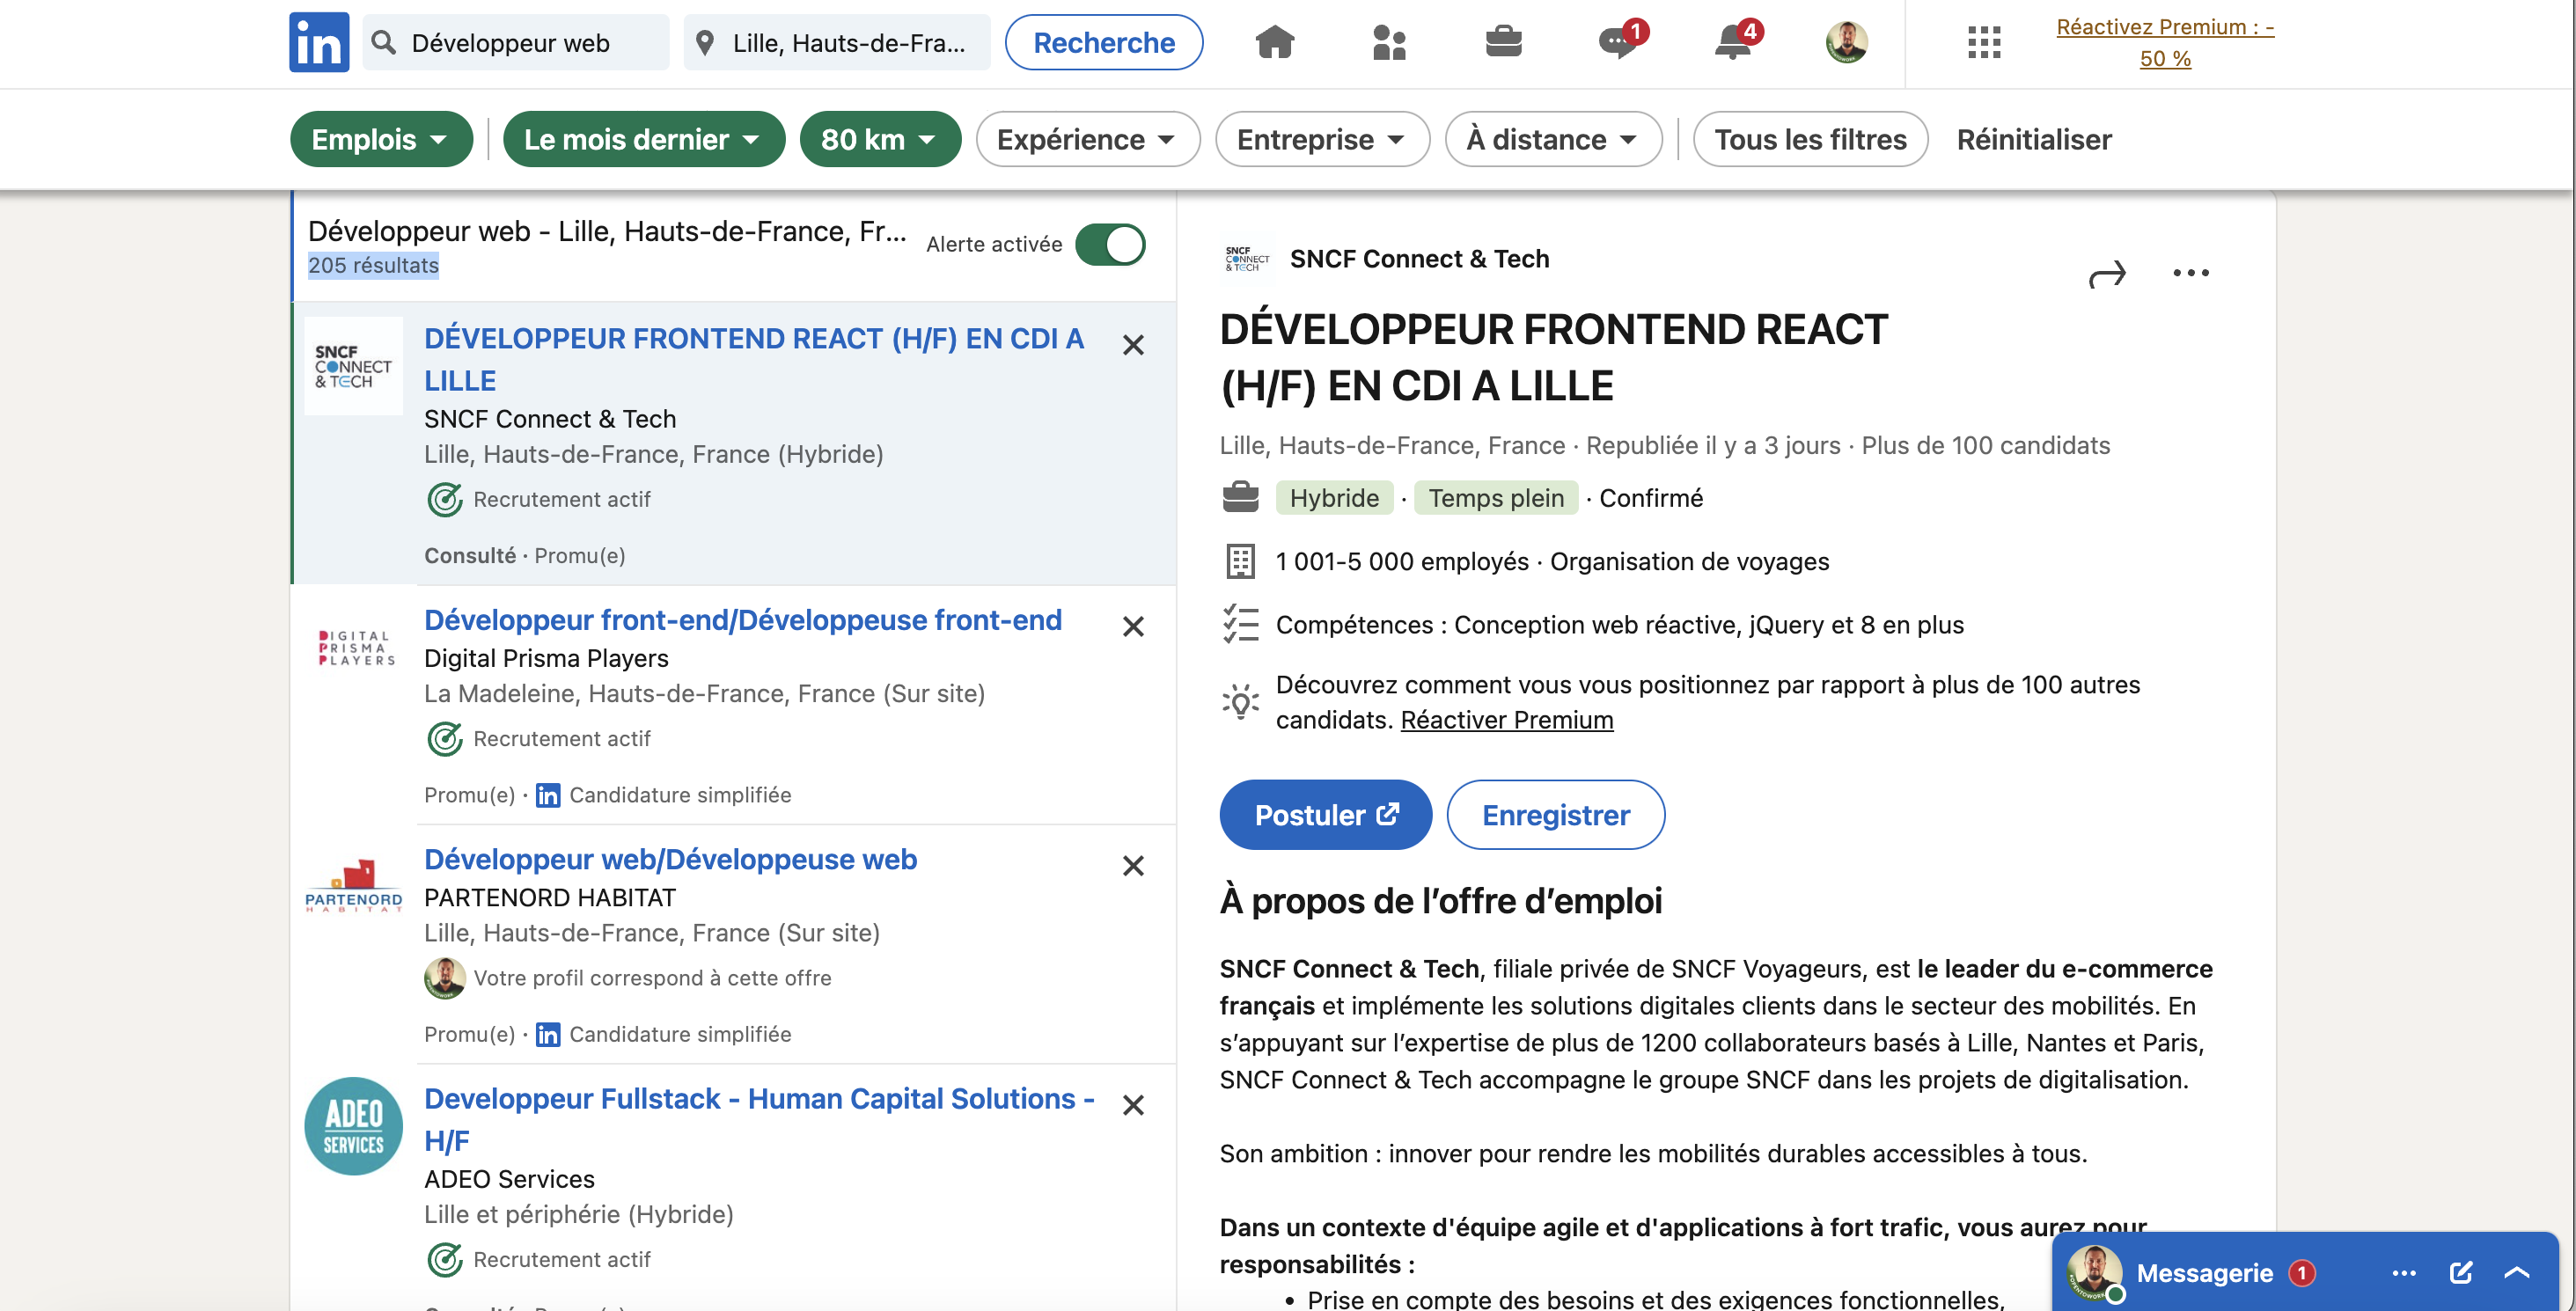 in
Développeur web
Lille, Hauts-de-Fra...
Recherche
1
4
Réactivez Premium : -
50 %
Emplois
Le mois dernier
80 km
Expérience
Entreprise
À distance
Tous les filtres
Réinitialiser
Développeur web - Lille, Hauts-de-France, Fr...
205 résultats
Alerte activée
SNCF
CONNECT
& TECH
DÉVELOPPEUR FRONTEND REACT (H/F) EN CDI A
LILLE
SNCF Connect & Tech
Lille, Hauts-de-France, France (Hybride)
Recrutement actif
Consulté · Promu(e)
DIGITAL
PRISMA
PLAYERS
Développeur front-end/Développeuse front-end
Digital Prisma Players
La Madeleine, Hauts-de-France, France (Sur site)
Recrutement actif
Promu(e) · in Candidature simplifiée
PARTENORD
HABITAT
Développeur web/Développeuse web
PARTENORD HABITAT
Lille, Hauts-de-France, France (Sur site)
Votre profil correspond à cette offre
Promu(e) · in Candidature simplifiée
ADEO
SERVICES
Developpeur Fullstack - Human Capital Solutions -
H/F
ADEO Services
Lille et périphérie (Hybride)
Recrutement actif
SNCF
CONNECT
& TECH
SNCF Connect & Tech
DÉVELOPPEUR FRONTEND REACT
(H/F) EN CDI A LILLE
Lille, Hauts-de-France, France · Republiée il y a 3 jours · Plus de 100 candidats
Hybride · Temps plein · Confirmé
1 001-5 000 employés · Organisation de voyages
Compétences : Conception web réactive, jQuery et 8 en plus
Découvrez comment vous vous positionnez par rapport à plus de 100 autres
candidats. Réactiver Premium
Postuler
Enregistrer
À propos de l’offre d’emploi
SNCF Connect & Tech, filiale privée de SNCF Voyageurs, est le leader du e-commerce
français et implémente les solutions digitales clients dans le secteur des mobilités. En
s’appuyant sur l’expertise de plus de 1200 collaborateurs basés à Lille, Nantes et Paris,
SNCF Connect & Tech accompagne le groupe SNCF dans les projets de digitalisation.
Son ambition : innover pour rendre les mobilités durables accessibles à tous.
Dans un contexte d'équipe agile et d'applications à fort trafic, vous aurez pour
responsabilités :
• Prise en compte des besoins et des exigences fonctionnelles,
Messagerie 1